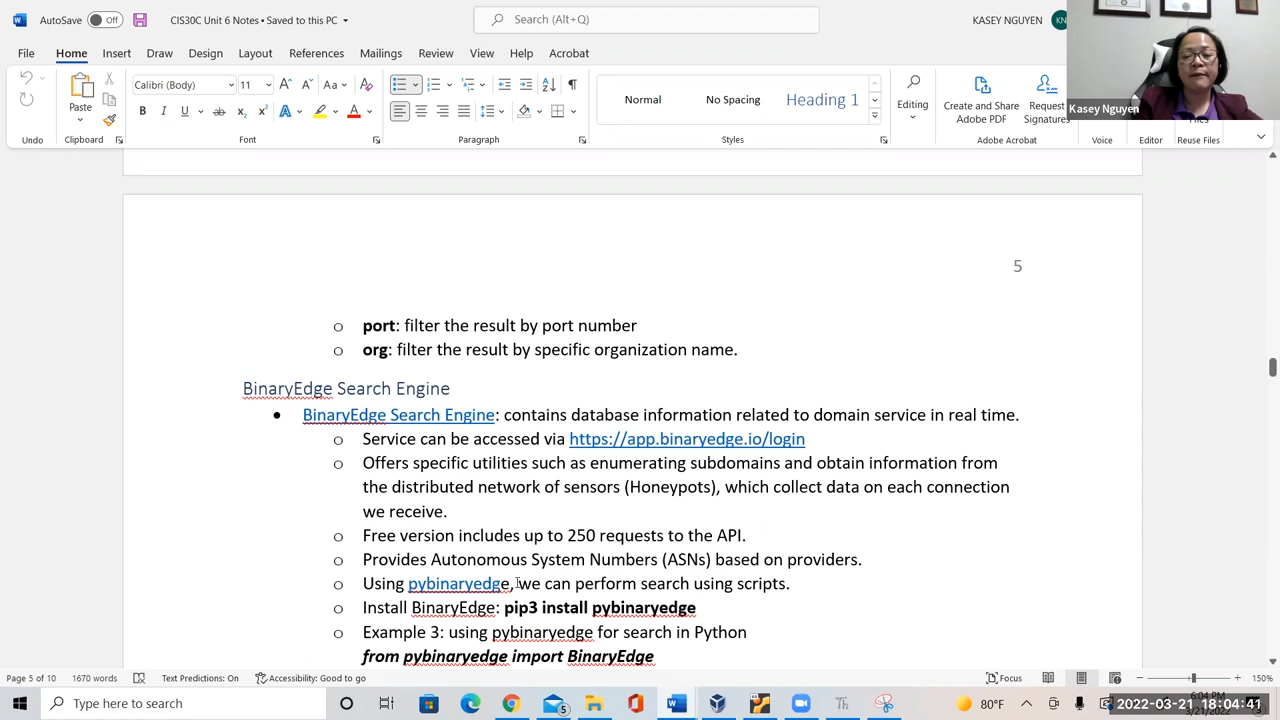 AutoSave Off CIS30C Unit 6 Notes • Saved to this PC Search (Alt+Q) KASEY NGUYEN KN
File Home Insert Draw Design Layout References Mailings Review View Help Acrobat
Paste Calibri (Body) 11 Normal No Spacing Heading 1 Editing Create and Share Adobe PDF Request Signatures Files
Kasey Nguyen
Undo Clipboard Font Paragraph Styles Adobe Acrobat Voice Editor Reuse Files
5
o port: filter the result by port number
o org: filter the result by specific organization name.
BinaryEdge Search Engine
• BinaryEdge Search Engine: contains database information related to domain service in real time.
o Service can be accessed via https://app.binaryedge.io/login
o Offers specific utilities such as enumerating subdomains and obtain information from
the distributed network of sensors (Honeypots), which collect data on each connection
we receive.
o Free version includes up to 250 requests to the API.
o Provides Autonomous System Numbers (ASNs) based on providers.
o Using pybinaryedge, we can perform search using scripts.
o Install BinaryEdge: pip3 install pybinaryedge
o Example 3: using pybinaryedge for search in Python
from pybinaryedge import BinaryEdge
Page 5 of 10 1670 words Text Predictions: On Accessibility: Good to go Focus 150%
Type here to search 5 80°F 6:04 PM
2022-03-21 18:04:41